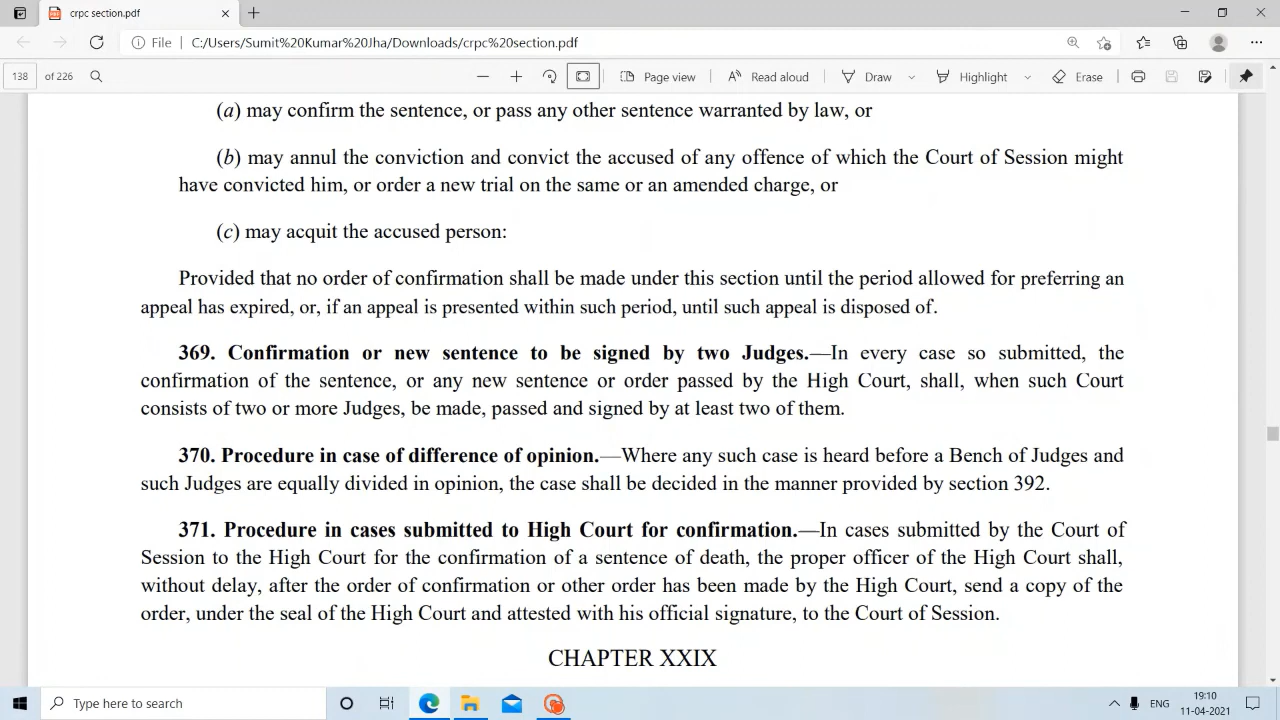 crpc section.pdf
File
C:/Users/Sumit%20Kumar%20Jha/Downloads/crpc%20section.pdf
138 of 226
Page view
Read aloud
Draw
Highlight
Erase
(a) may confirm the sentence, or pass any other sentence warranted by law, or
(b) may annul the conviction and convict the accused of any offence of which the Court of Session might
have convicted him, or order a new trial on the same or an amended charge, or
(c) may acquit the accused person:
Provided that no order of confirmation shall be made under this section until the period allowed for preferring an
appeal has expired, or, if an appeal is presented within such period, until such appeal is disposed of.
369. Confirmation or new sentence to be signed by two Judges.—In every case so submitted, the
confirmation of the sentence, or any new sentence or order passed by the High Court, shall, when such Court
consists of two or more Judges, be made, passed and signed by at least two of them.
370. Procedure in case of difference of opinion.—Where any such case is heard before a Bench of Judges and
such Judges are equally divided in opinion, the case shall be decided in the manner provided by section 392.
371. Procedure in cases submitted to High Court for confirmation.—In cases submitted by the Court of
Session to the High Court for the confirmation of a sentence of death, the proper officer of the High Court shall,
without delay, after the order of confirmation or other order has been made by the High Court, send a copy of the
order, under the seal of the High Court and attested with his official signature, to the Court of Session.
CHAPTER XXIX
Type here to search
ENG
19:10
11-04-2021